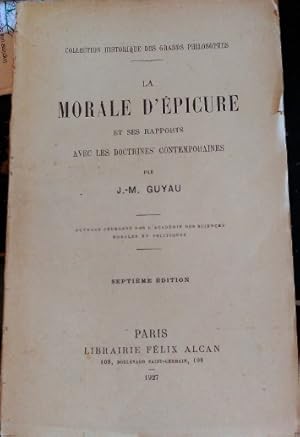 COLLECTION HISTORIQUE DES GRANDS PHILOSOPHES
LA
MORALE D'ÉPICURE
ET SES RAPPORTS
AVEC LES DOCTRINES CONTEMPORAINES
PAR
J.-M. GUYAU
OUVRAGE COURONNÉ PAR L'ACADÉMIE DES SCIENCES
MORALES ET POLITIQUES
SEPTIÈME ÉDITION
PARIS
LIBRAIRIE FÉLIX ALCAN
108, BOULEVARD SAINT-GERMAIN, 108
1927